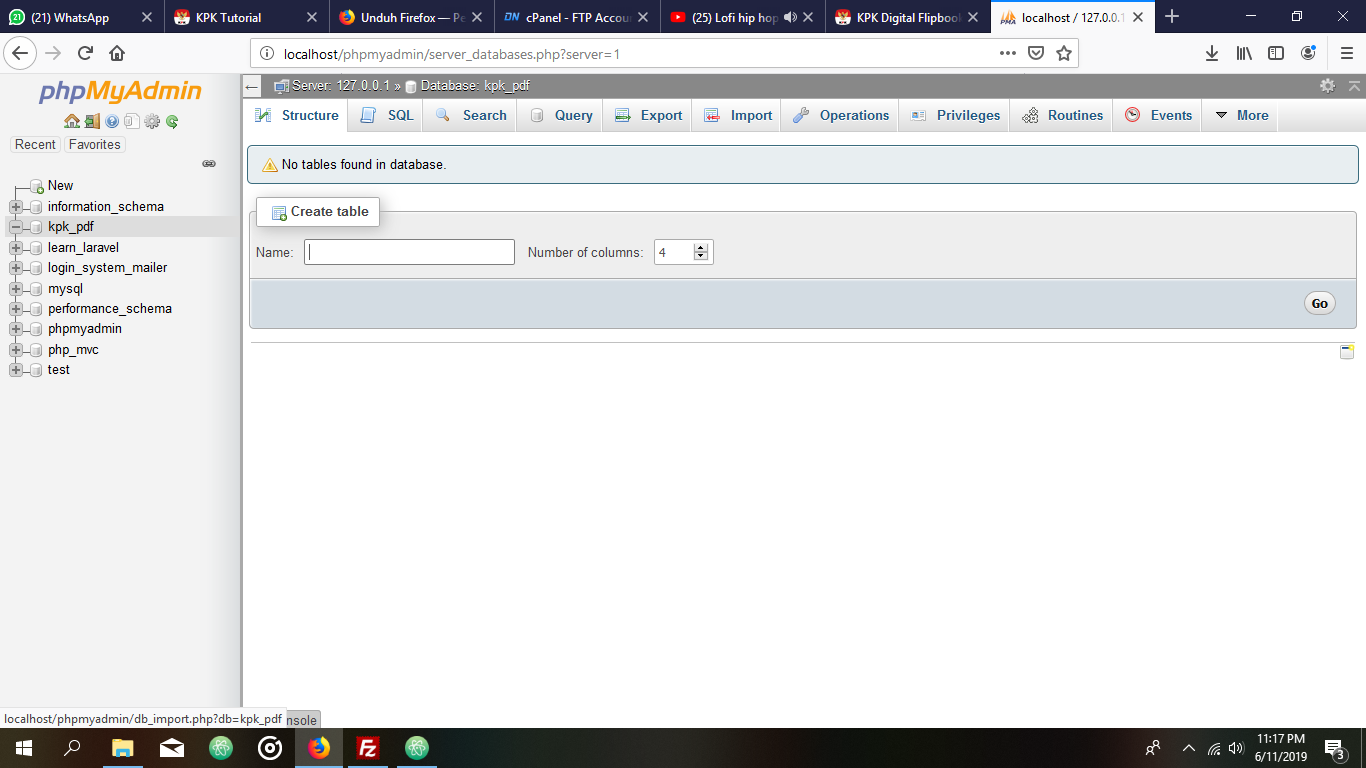 (21) WhatsApp
KPK Tutorial
Unduh Firefox — Pe
DN cPanel - FTP Accou
(25) Lofi hip hop
KPK Digital Flipboo
PMA localhost / 127.0.0.1
localhost/phpmyadmin/server_databases.php?server=1
phpMyAdmin
Server: 127.0.0.1 » Database: kpk_pdf
Structure SQL Search Query Export Import Operations Privileges Routines Events More
Recent Favorites
No tables found in database.
New
information_schema
kpk_pdf
learn_laravel
login_system_mailer
mysql
performance_schema
phpmyadmin
php_mvc
test
Create table
Name: Number of columns: 4
Go
localhost/phpmyadmin/db_import.php?db=kpk_pdf
nsole
Fz
11:17 PM
6/11/2019
3